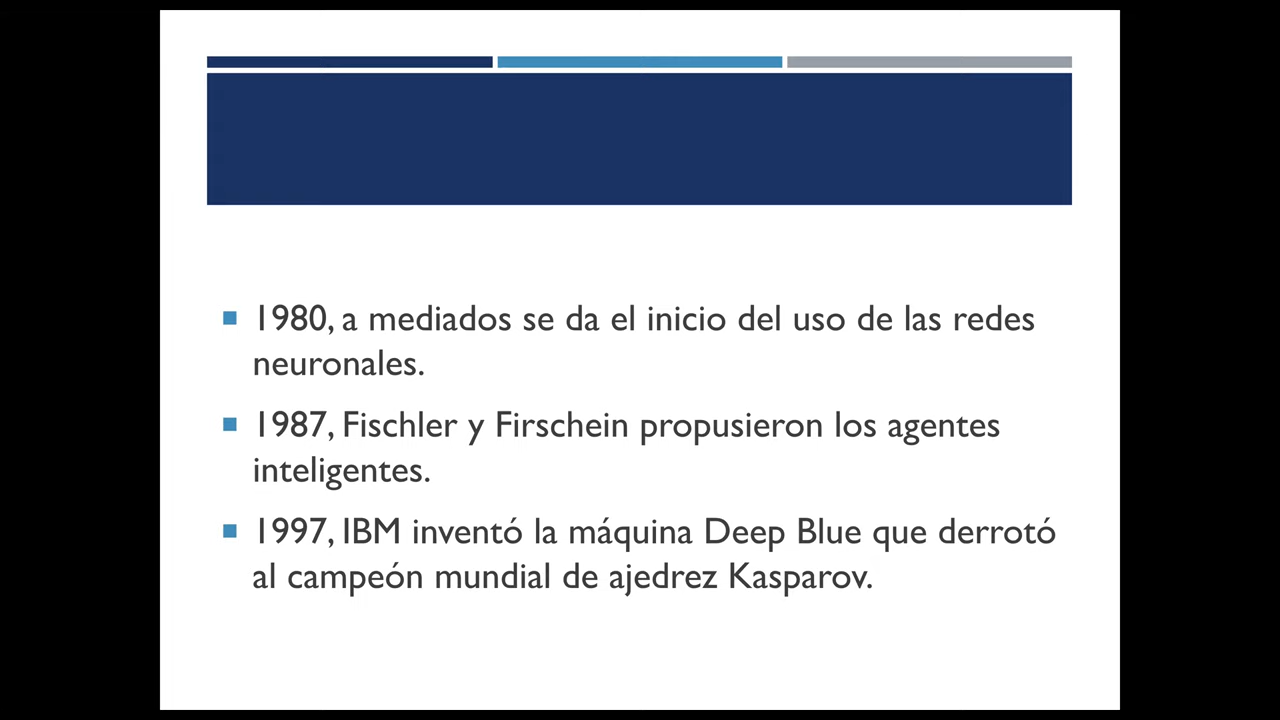 1980, a mediados se da el inicio del uso de las redes
neuronales.
1987, Fischler y Firschein propusieron los agentes
inteligentes.
1997, IBM inventó la máquina Deep Blue que derrotó
al campeón mundial de ajedrez Kasparov.